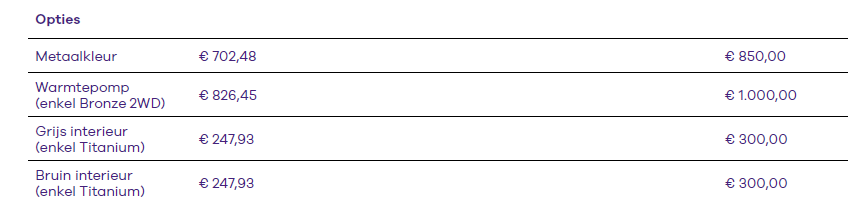 Opties
Metaalkleur € 702,48 € 850,00
Warmtepomp
(enkel Bronze 2WD) € 826,45 € 1.000,00
Grijs interieur
(enkel Titanium) € 247,93 € 300,00
Bruin interieur
(enkel Titanium) € 247,93 € 300,00